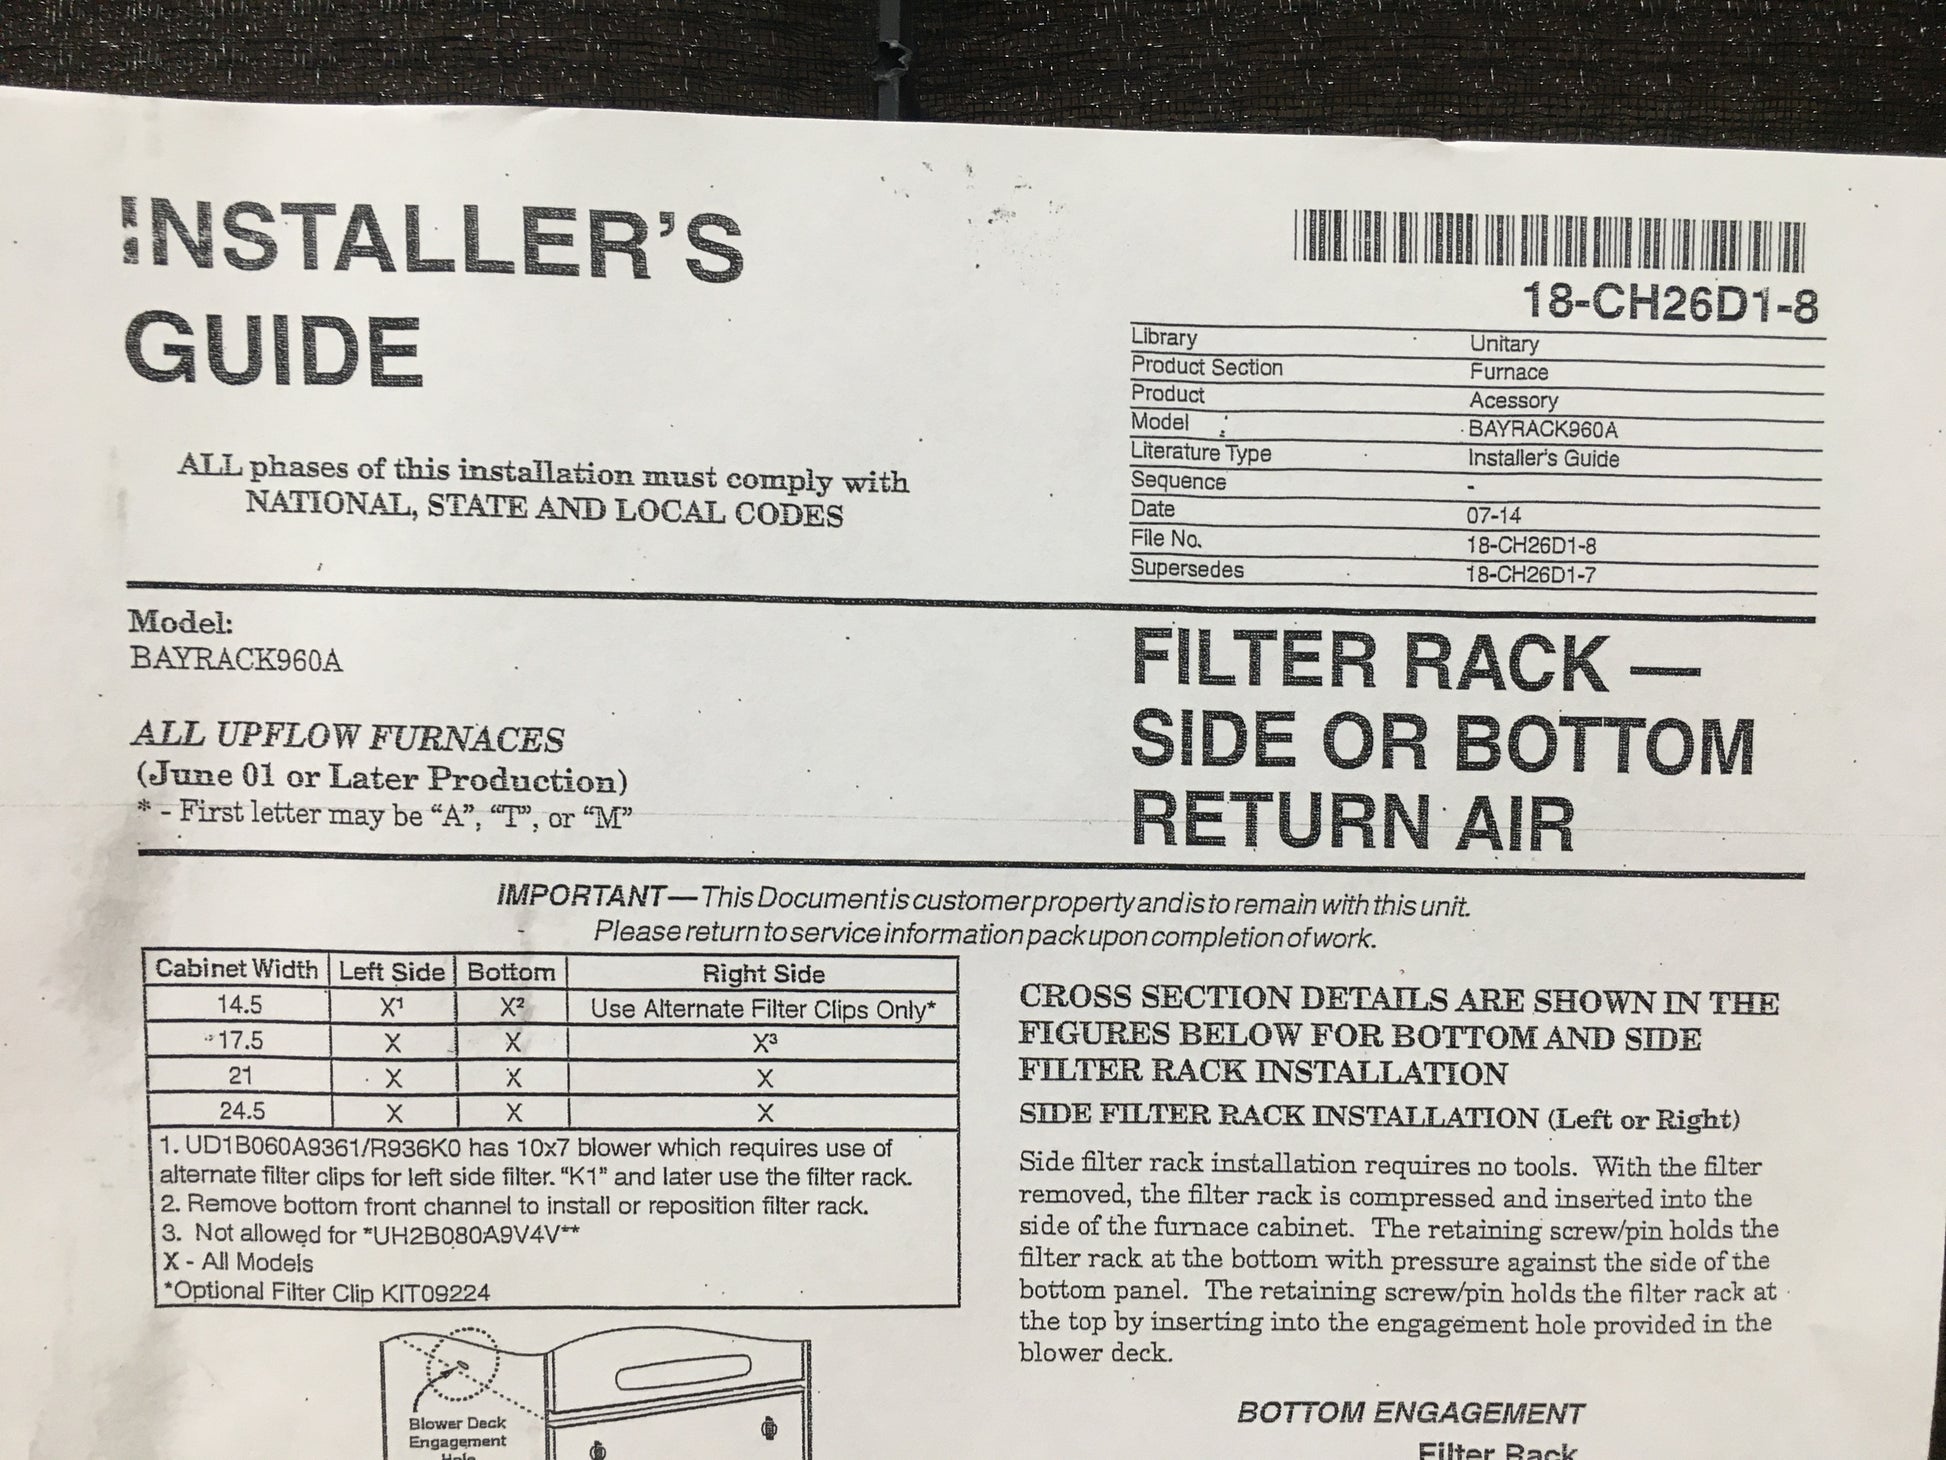 INSTALLER'S
GUIDE
ALL phases of this installation must comply with
NATIONAL, STATE AND LOCAL CODES
18-CH26D1-8
Library Unitary
Product Section Furnace
Product Acessory
Model BAYRACK960A
Literature Type Installer's Guide
Sequence -
Date 07-14
File No. 18-CH26D1-8
Supersedes 18-CH26D1-7
Model:
BAYRACK960A
ALL UPFLOW FURNACES
(June 01 or Later Production)
* - First letter may be "A", "T", or "M"
FILTER RACK —
SIDE OR BOTTOM
RETURN AIR
IMPORTANT — This Document is customer property and is to remain with this unit.
Please return to service information pack upon completion of work.
Cabinet Width Left Side Bottom Right Side
14.5 X¹ X² Use Alternate Filter Clips Only*
17.5 X X X³
21 X X X
24.5 X X X
1. UD1B060A9361/R936K0 has 10x7 blower which requires use of
alternate filter clips for left side filter. "K1" and later use the filter rack.
2. Remove bottom front channel to install or reposition filter rack.
3. Not allowed for *UH2B080A9V4V**
X - All Models
*Optional Filter Clip KIT09224
Blower Deck
Engagement
Hole
CROSS SECTION DETAILS ARE SHOWN IN THE
FIGURES BELOW FOR BOTTOM AND SIDE
FILTER RACK INSTALLATION
SIDE FILTER RACK INSTALLATION (Left or Right)
Side filter rack installation requires no tools. With the filter
removed, the filter rack is compressed and inserted into the
side of the furnace cabinet. The retaining screw/pin holds the
filter rack at the bottom with pressure against the side of the
bottom panel. The retaining screw/pin holds the filter rack at
the top by inserting into the engagement hole provided in the
blower deck.
BOTTOM ENGAGEMENT
Filter Rack